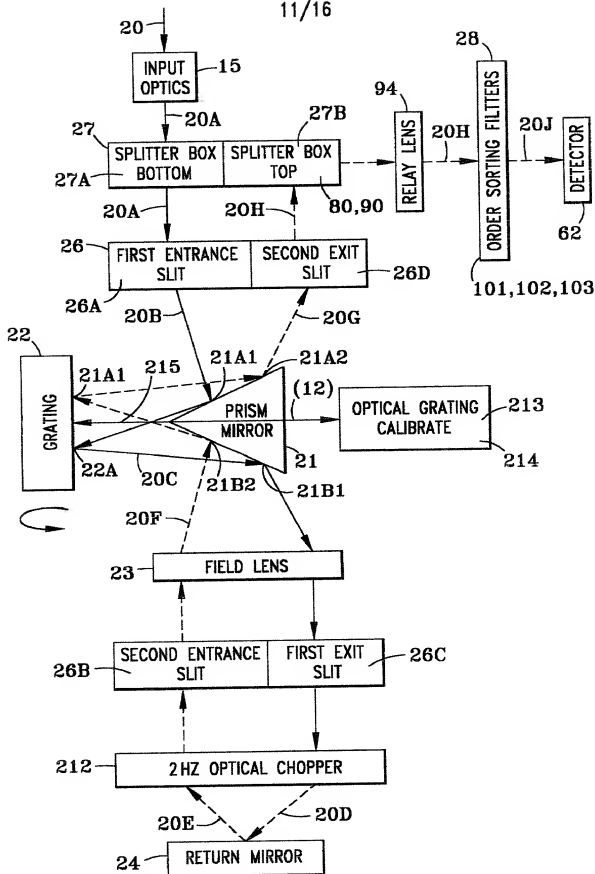 11/16
20
28
INPUT
OPTICS
15
94
20A
27B
27
20H
20J
SPLITTER BOX
BOTTOM
SPLITTER BOX
TOP
RELAY LENS
ORDER SORTING FILTTERS
DETECTOR
27A
20A
20H
80,90
62
26
FIRST ENTRANCE
SLIT
SECOND EXIT
SLIT
26D
26A
101,102,103
20B
20G
22
21A1
215
21A1
21A2
(12)
GRATING
PRISM
MIRROR
OPTICAL GRATING
CALIBRATE
213
214
21
22A
20C
21B2
21B1
20F
23
FIELD LENS
SECOND ENTRANCE
SLIT
FIRST EXIT
SLIT
26C
26B
212
2HZ OPTICAL CHOPPER
20E
20D
24
RETURN MIRROR